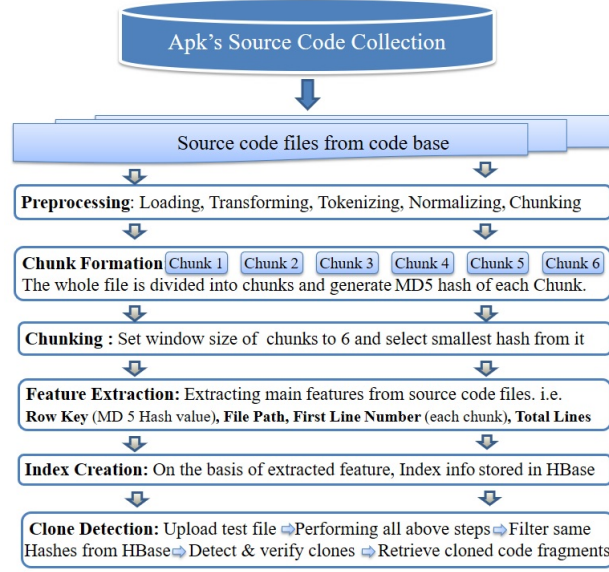 Apk's Source Code Collection
Source code files from code base
Preprocessing: Loading, Transforming, Tokenizing, Normalizing, Chunking
Chunk Formation Chunk 1 Chunk 2 Chunk 3 Chunk 4 Chunk 5 Chunk 6
The whole file is divided into chunks and generate MD5 hash of each Chunk.
Chunking : Set window size of chunks to 6 and select smallest hash from it
Feature Extraction: Extracting main features from source code files. i.e.
Row Key (MD 5 Hash value), File Path, First Line Number (each chunk), Total Lines
Index Creation: On the basis of extracted feature, Index info stored in HBase
Clone Detection: Upload test file ⇨Performing all above steps ⇨ Filter same
Hashes from HBase⇨ Detect & verify clones ⇨ Retrieve cloned code fragments